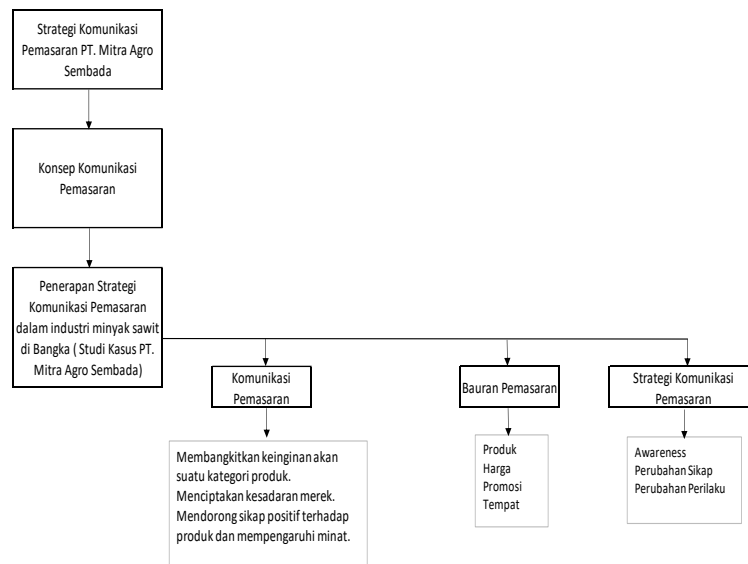 Strategi Komunikasi
Pemasaran PT. Mitra Agro
Sembada
Konsep Komunikasi
Pemasaran
Penerapan Strategi
Komunikasi Pemasaran
dalam industri minyak sawit
di Bangka ( Studi Kasus PT.
Mitra Agro Sembada)
Komunikasi
Pemasaran
Bauran Pemasaran
Strategi Komunikasi
Pemasaran
Membangkitkan keinginan akan
suatu kategori produk.
Menciptakan kesadaran merek.
Mendorong sikap positif terhadap
produk dan mempengaruhi minat.
Produk
Harga
Promosi
Tempat
Awareness
Perubahan Sikap
Perubahan Perilaku